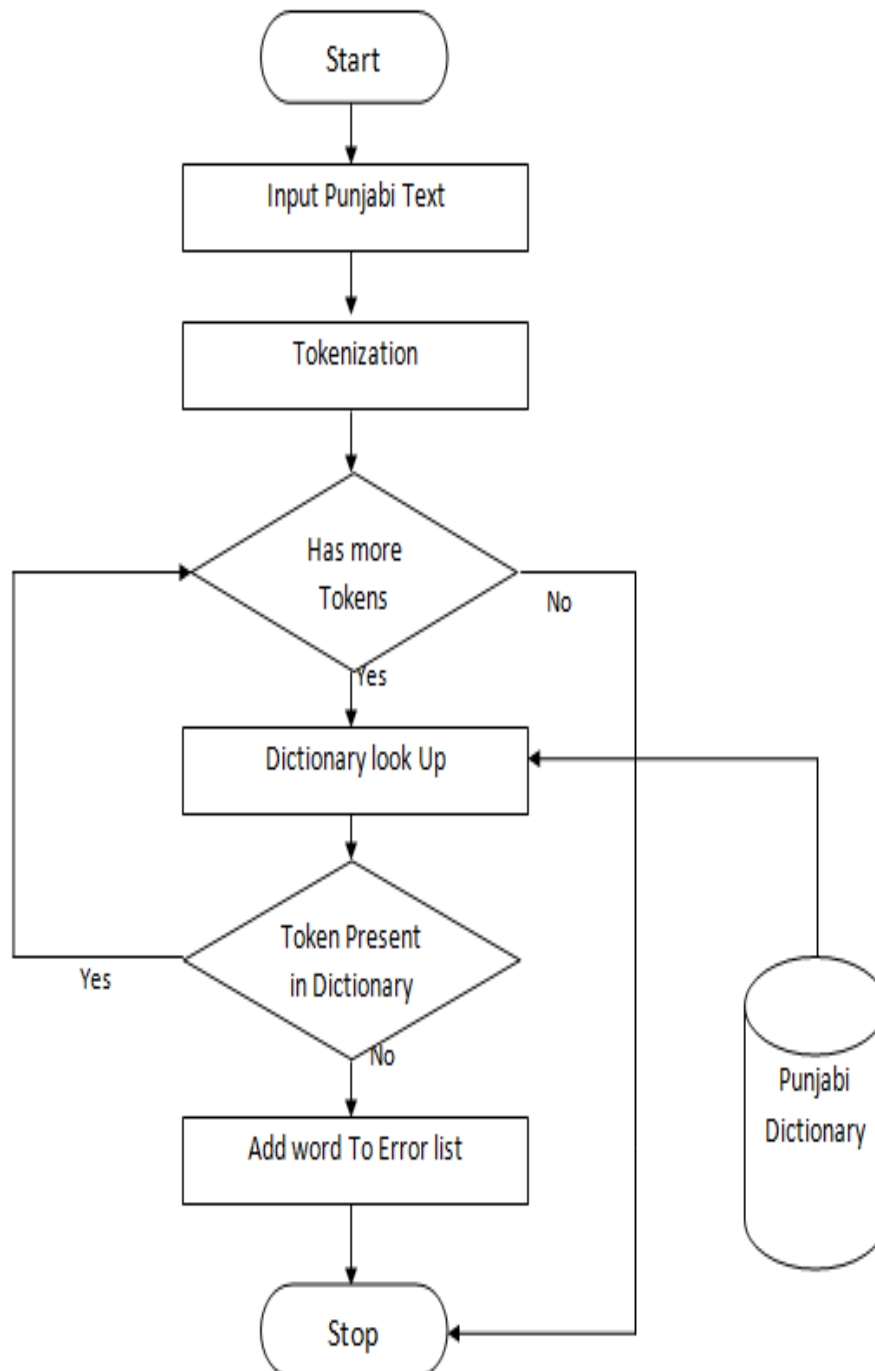 Start
Input Punjabi Text
Tokenization
Has more
Tokens
No
Yes
Dictionary look Up
Token Present
in Dictionary
Yes
No
Punjabi
Dictionary
Add word To Error list
Stop